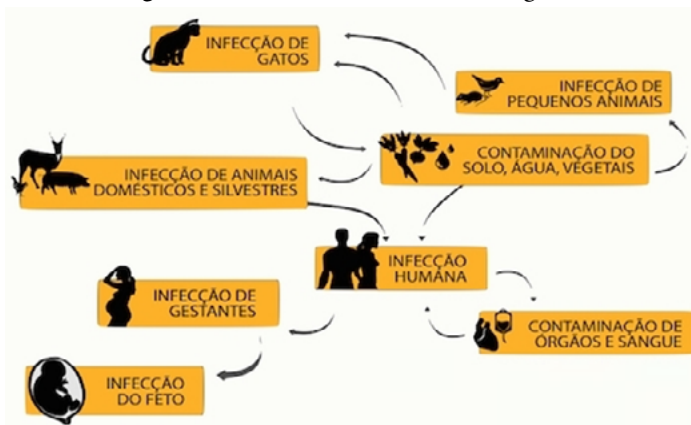 INFECÇÃO DE
GATOS
INFECÇÃO DE
PEQUENOS ANIMAIS
CONTAMINAÇÃO DO
SOLO, ÁGUA, VÉGETAIS
INFECÇÃO DE ANIMAIS
DOMÉSTICOS E SILVESTRES
INFECÇÃO
HUMANA
INFECÇÃO DE
GESTANTES
CONTAMINAÇÃO DE
ÓRGÃOS E SANGUE
INFECÇÃO
DO FETO